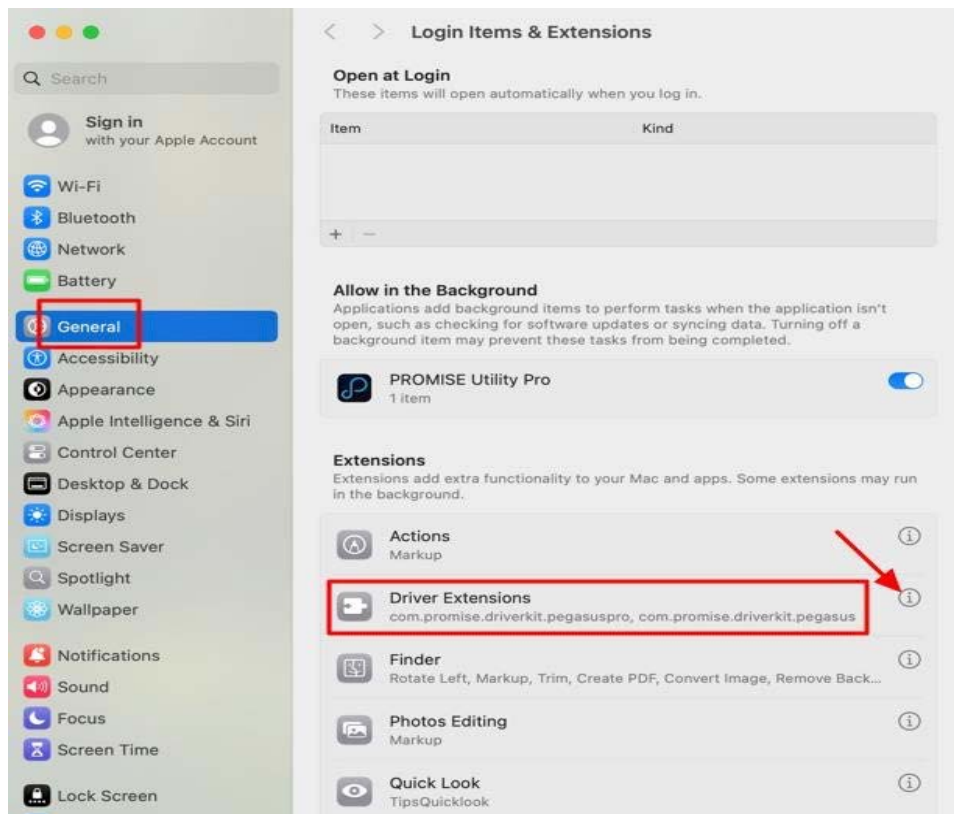 Login Items & Extensions
Search
Sign in
with your Apple Account
Wi-Fi
Bluetooth
Network
Battery
General
Accessibility
Appearance
Apple Intelligence & Siri
Control Center
Desktop & Dock
Displays
Screen Saver
Spotlight
Wallpaper
Notifications
Sound
Focus
Screen Time
Lock Screen
Open at Login
These items will open automatically when you log in.
Item Kind
Allow in the Background
Applications add background items to perform tasks when the application isn't
open, such as checking for software updates or syncing data. Turning off a
background item may prevent these tasks from being completed.
PROMISE Utility Pro
1 item
Extensions
Extensions add extra functionality to your Mac and apps. Some extensions may run
in the background.
Actions
Markup
Driver Extensions
com.promise.driverkit.pegasuspro, com.promise.driverkit.pegasus
Finder
Rotate Left, Markup, Trim, Create PDF, Convert Image, Remove Back...
Photos Editing
Markup
Quick Look
TipsQuicklook